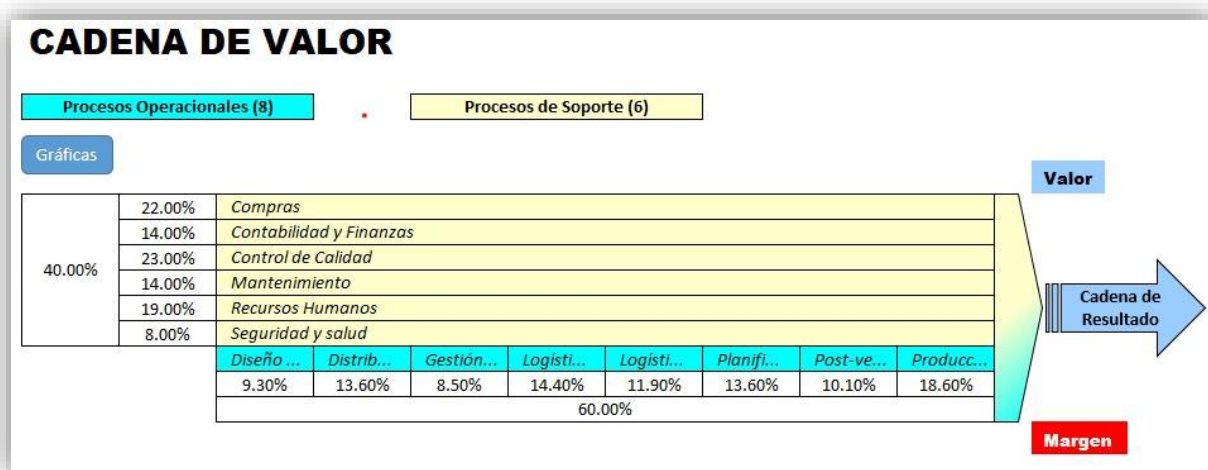 CADENA DE VALOR
Procesos Operacionales (8)
Procesos de Soporte (6)
Gráficas
Valor
40.00%
22.00% Compras
14.00% Contabilidad y Finanzas
23.00% Control de Calidad
14.00% Mantenimiento
19.00% Recursos Humanos
8.00% Seguridad y salud
Cadena de
Resultado
Diseño ... Distrib... Gestión... Logísti... Logísti... Planifi... Post-ve... Producc...
9.30% 13.60% 8.50% 14.40% 11.90% 13.60% 10.10% 18.60%
60.00%
Margen